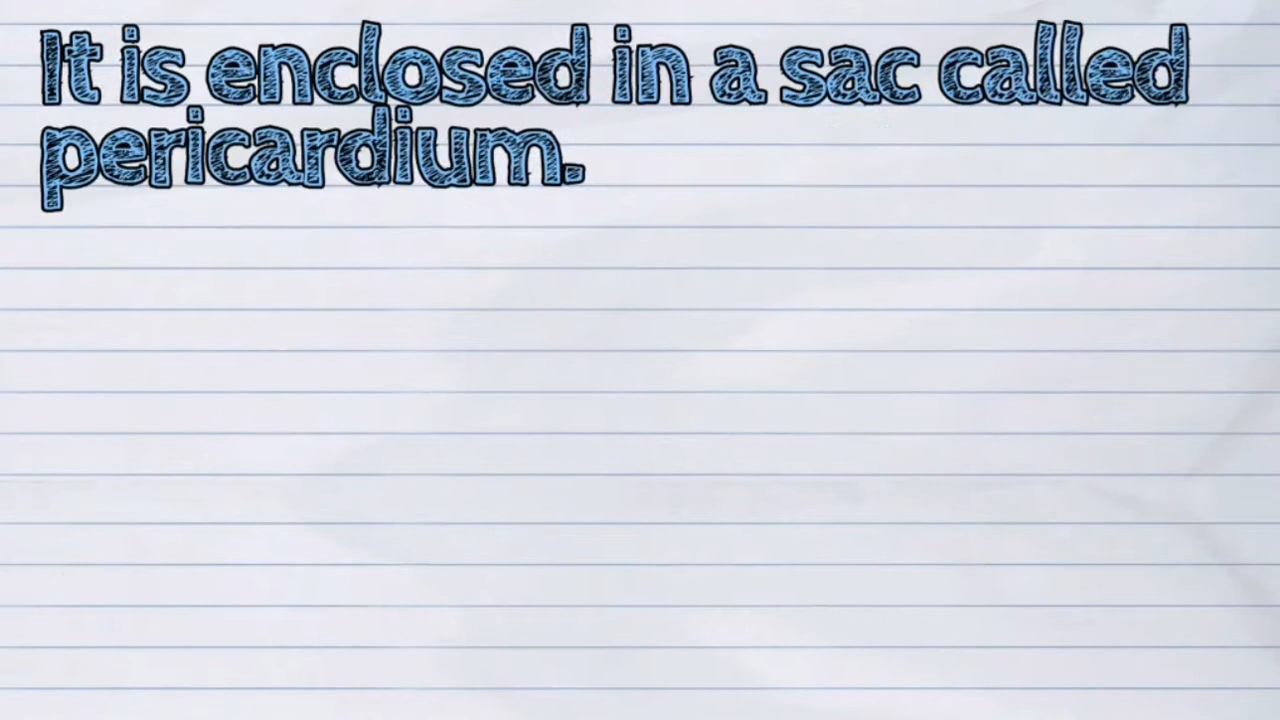 It is enclosed in a sac called
pericardium.